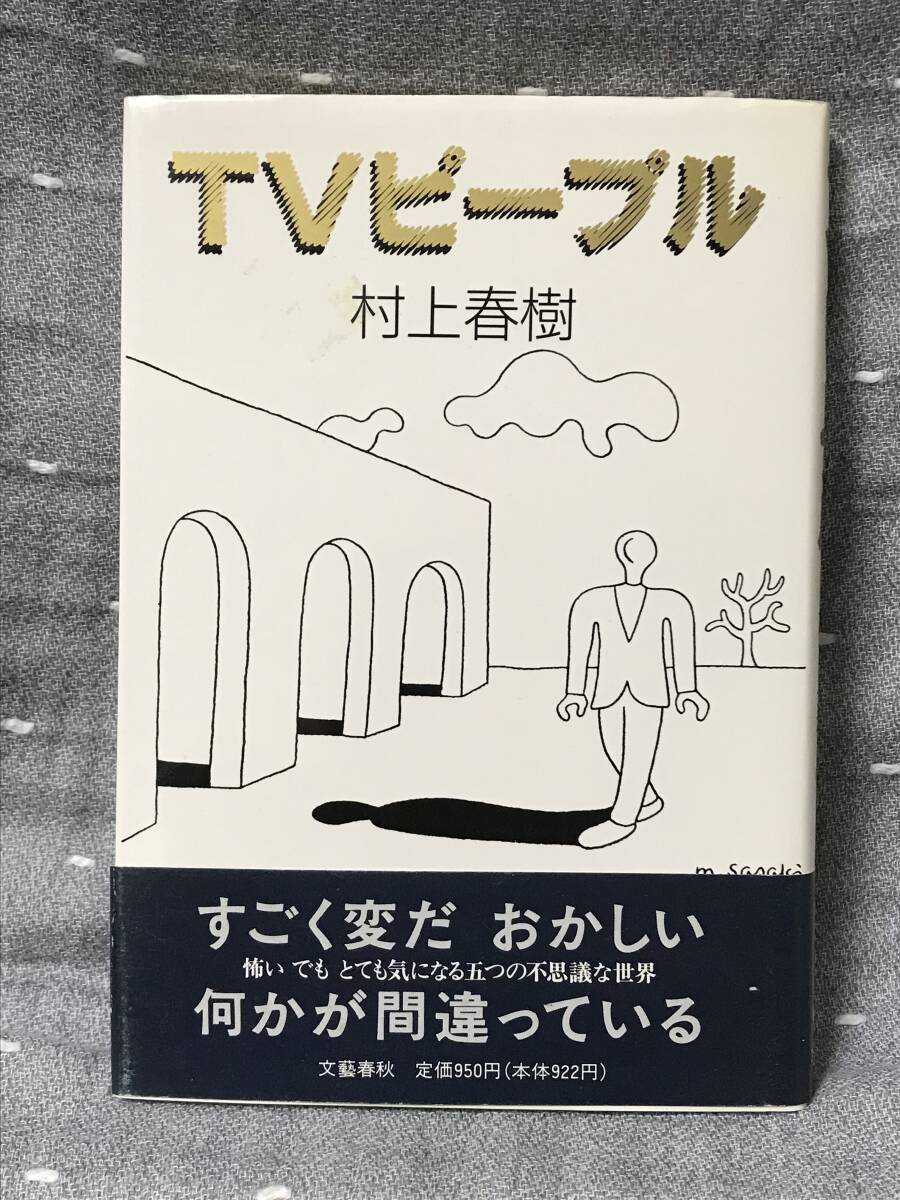 TVピープル
村上春樹
m. sasaki
すごく変だ おかしい
怖い でも とても気になる五つの不思議な世界
何かが間違っている
文藝春秋 定価950円(本体922円)